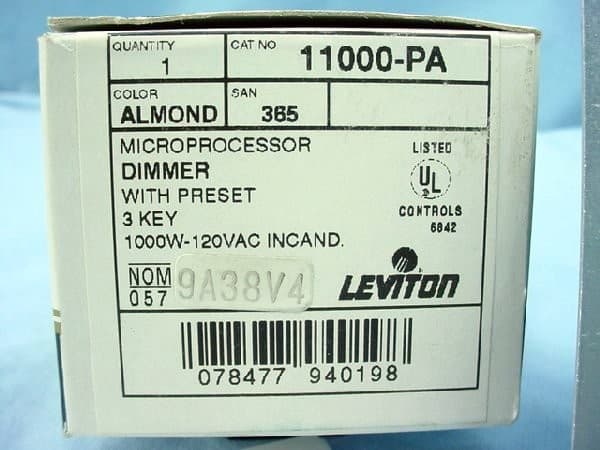 QUANTITY CAT NO 11000-PA
1
COLOR SAN
ALMOND 365
MICROPROCESSOR
DIMMER
WITH PRESET
3 KEY
1000W-120VAC INCAND.
LISTED
UL
CONTROLS
6842
NOM
057
9A38V4
LEVITON
078477 940198